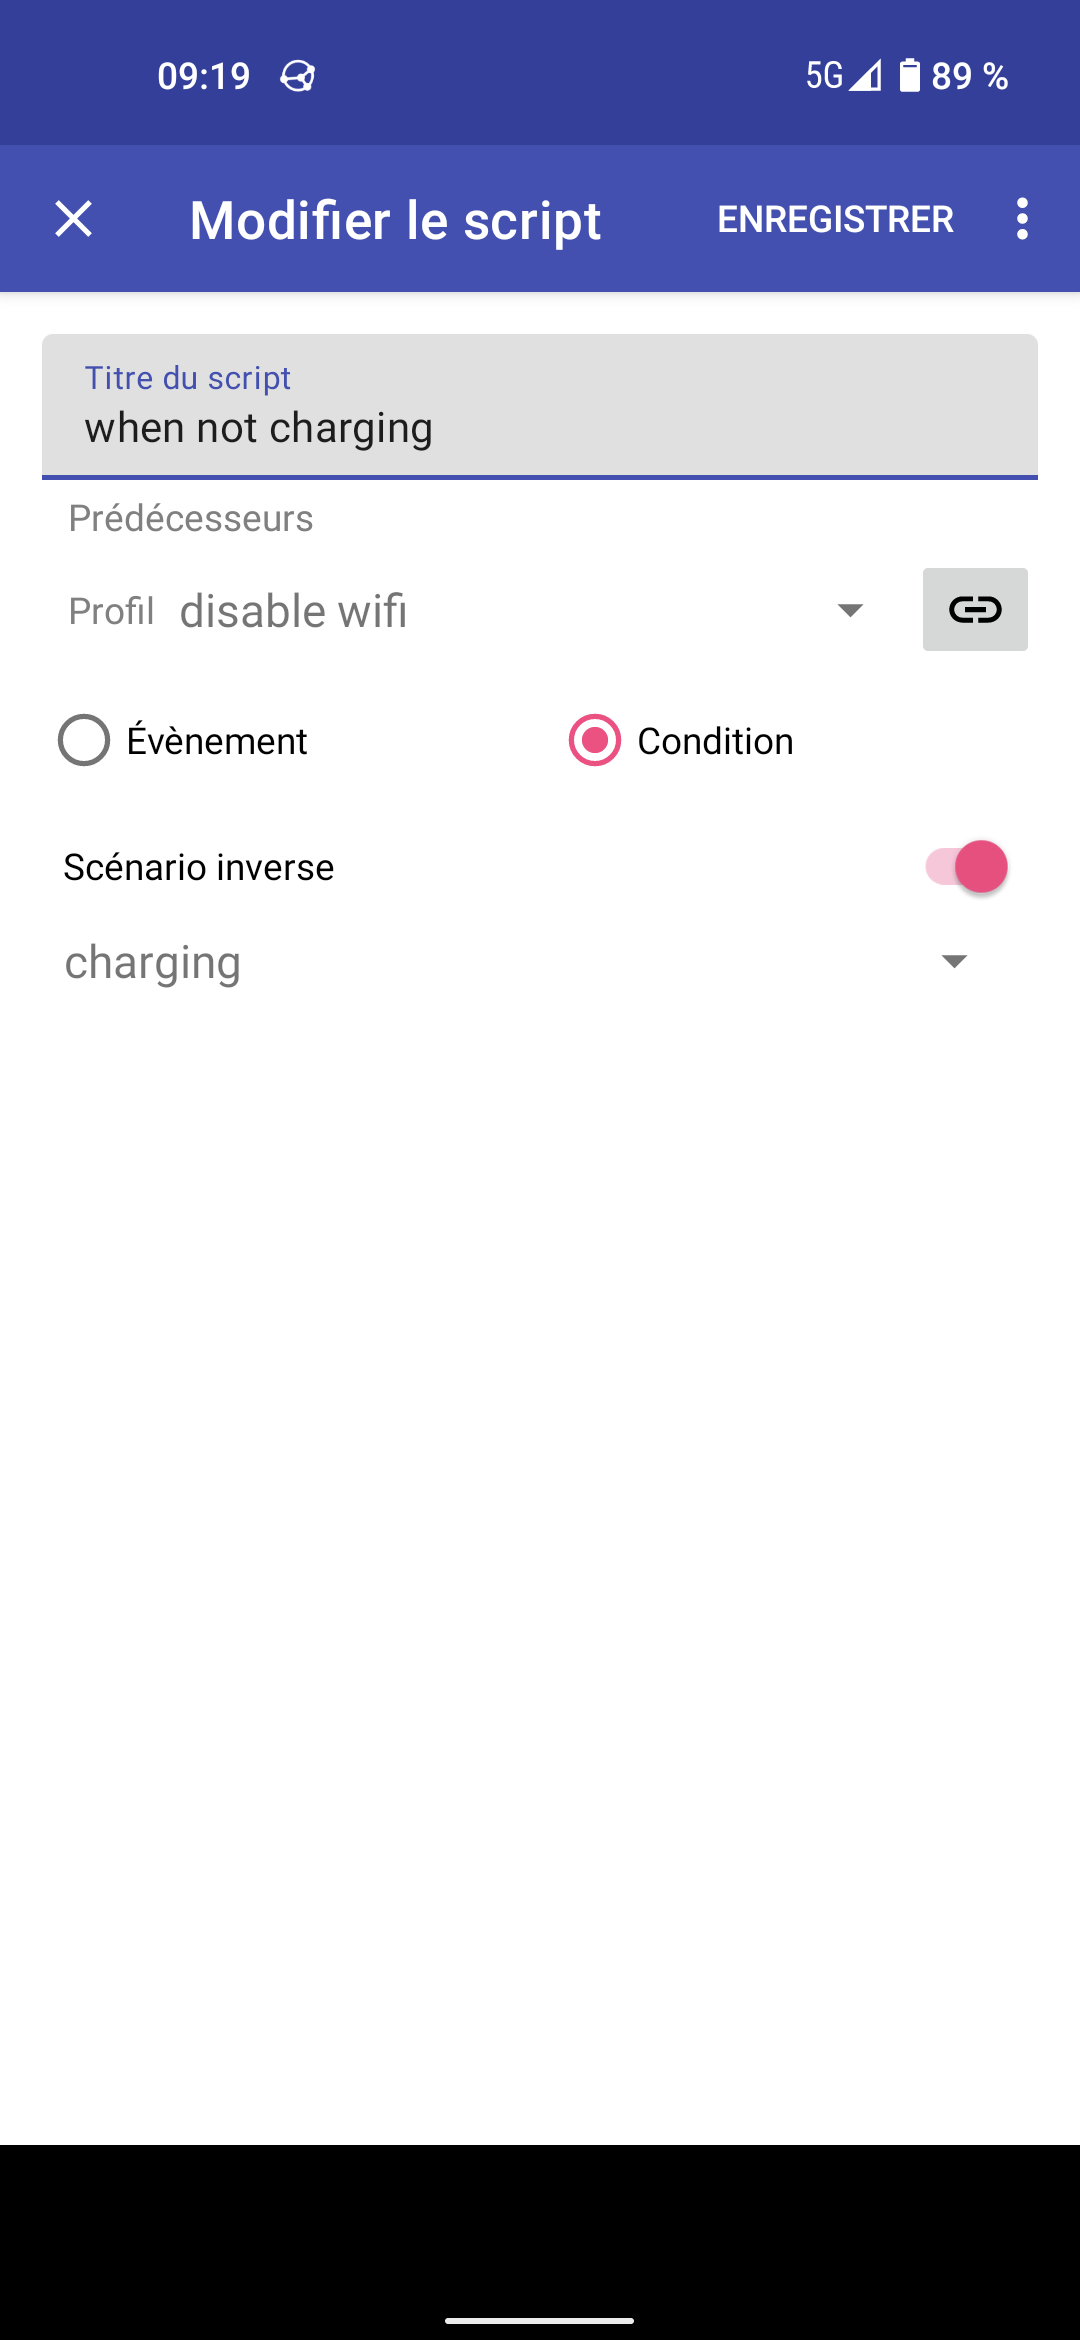 09:19
5G 89 %
Modifier le script
ENREGISTRER
Titre du script
when not charging
Prédécesseurs
Profil disable wifi
Évènement
Condition
Scénario inverse
charging